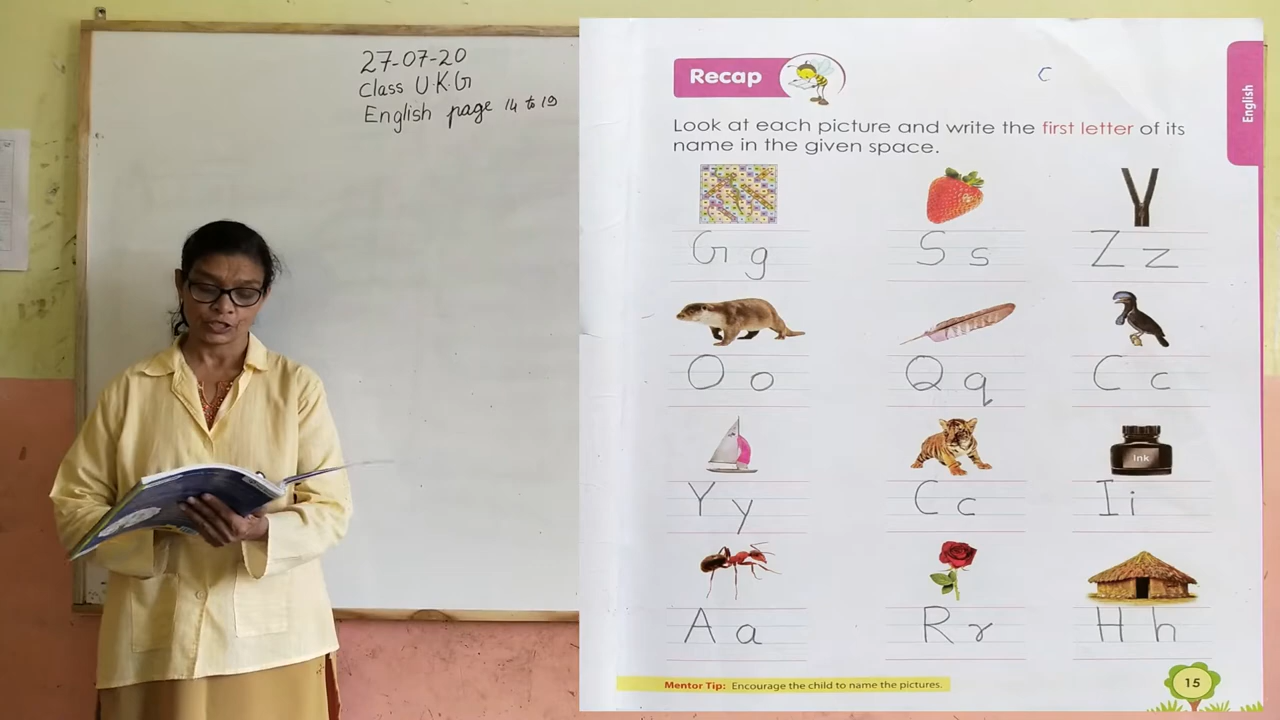 27-07-20
Class U.K.G
English page 14 to 19
Recap
C
English
Look at each picture and write the first letter of its
name in the given space.
G g
S s
Z z
O o
Q q
C c
Ink
Y y
C c
I i
A a
R r
H h
Mentor Tip: Encourage the child to name the pictures.
15